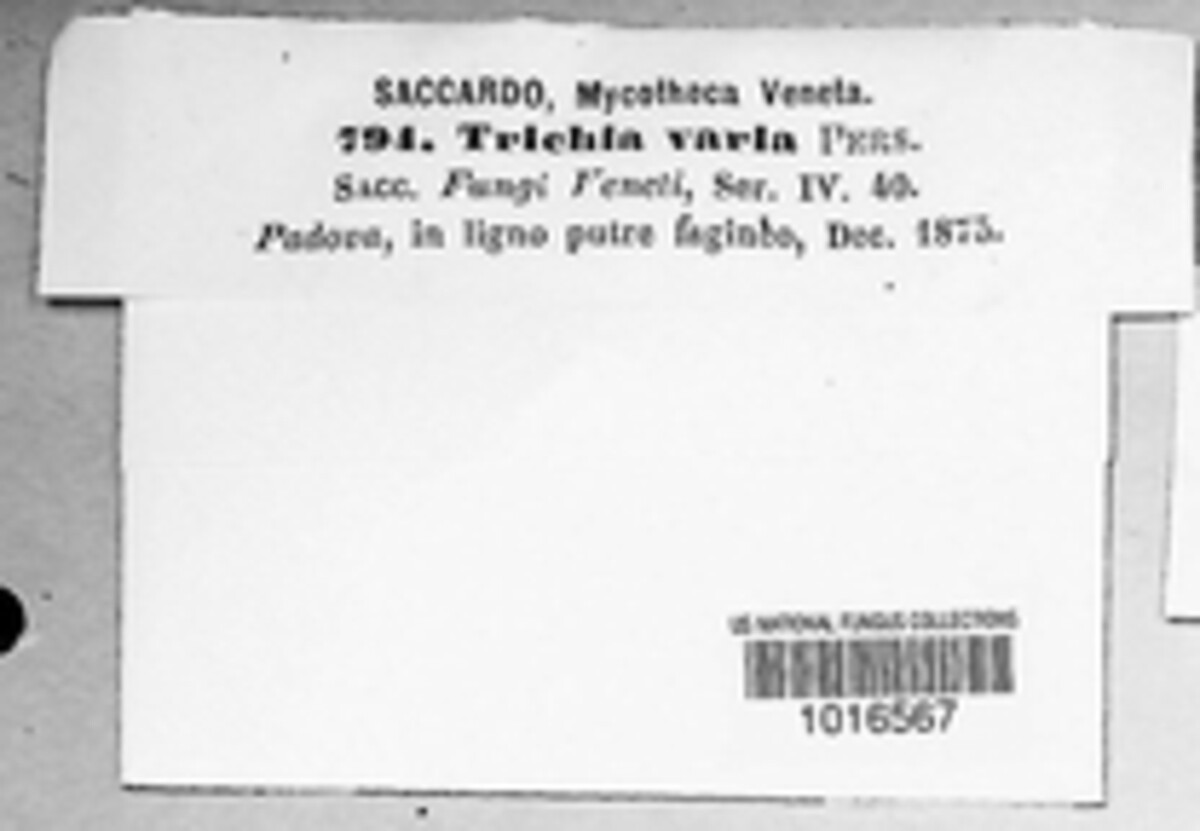 SACCARDO, Mycotheca Veneta.
794. Trichia varia PERS.
SACC. Fungi Veneti, Ser. IV. 40.
Padova, in ligno putre faginĕo, Dec. 1875.
US NATIONAL FUNGUS COLLECTIONS
1016567